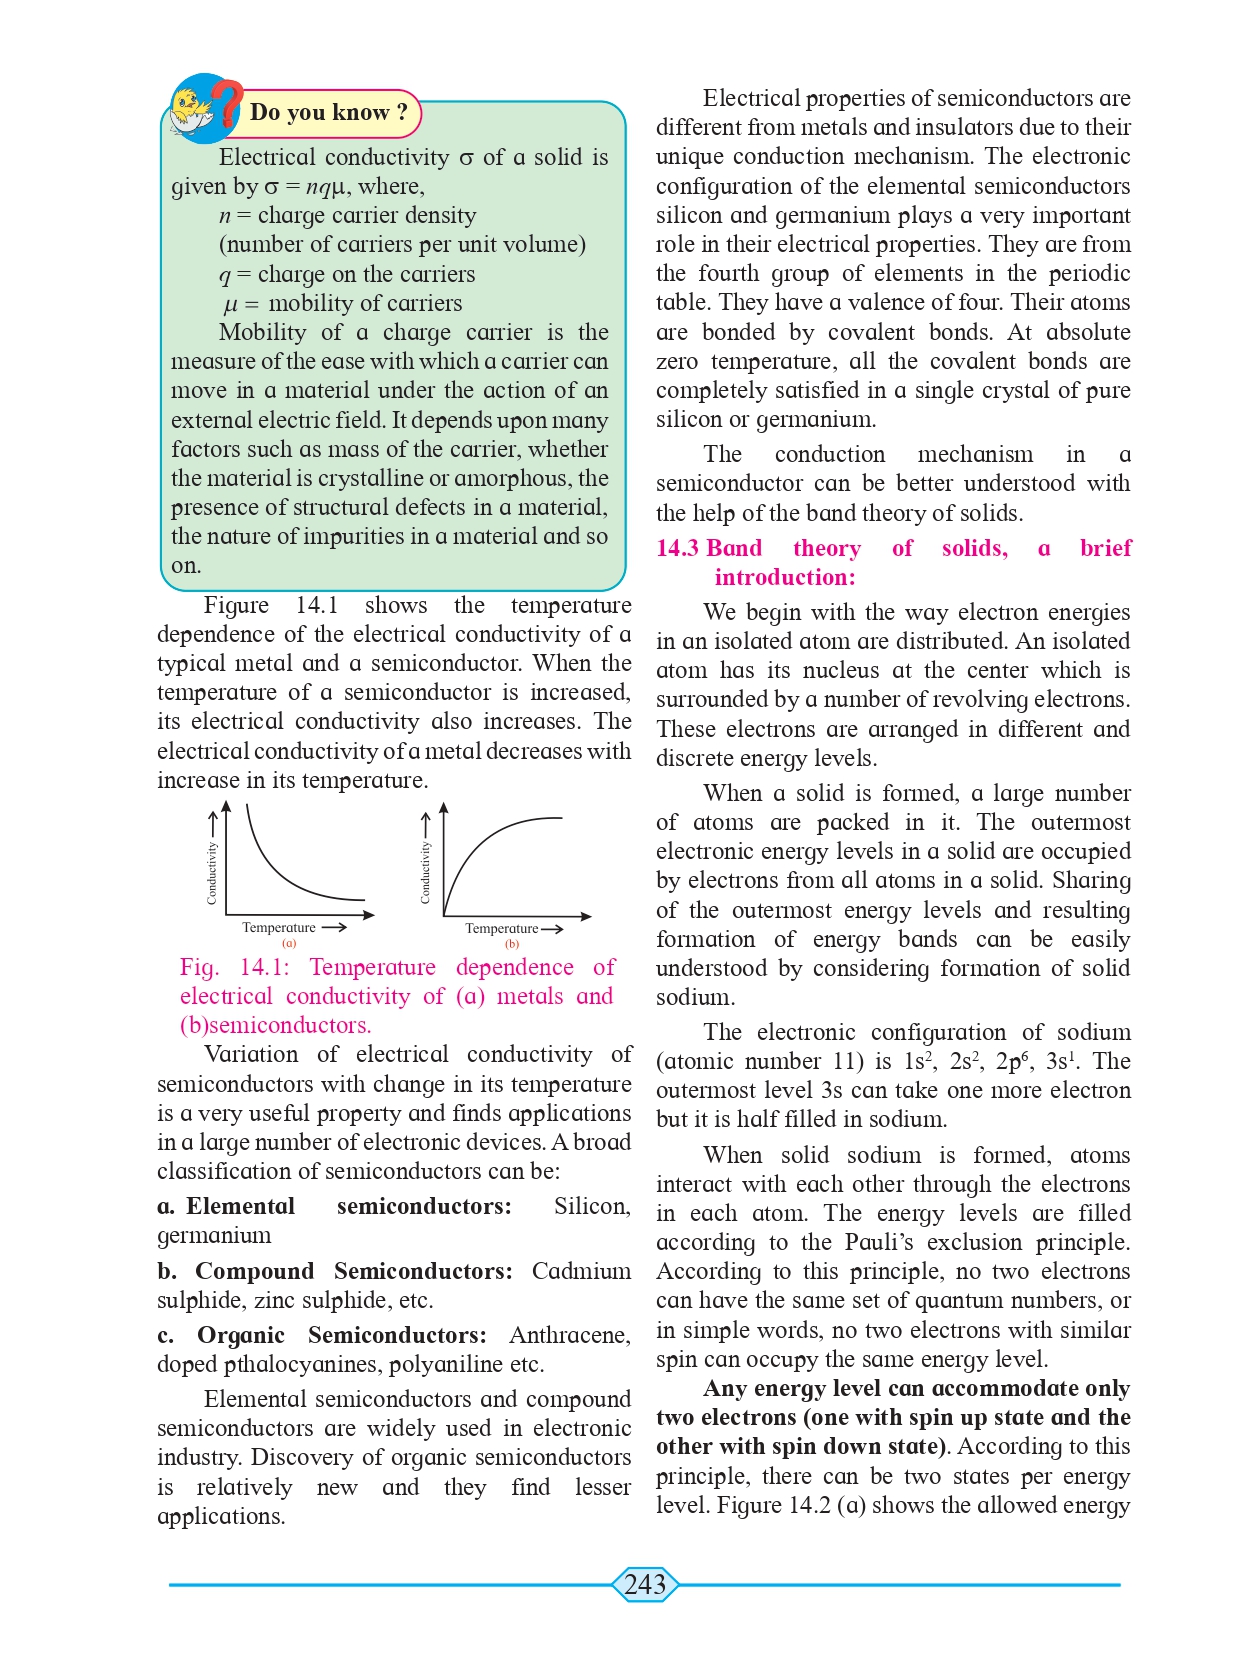 Do you know ?
Electrical conductivity σ of a solid is
given by σ = nqμ, where,
n = charge carrier density
(number of carriers per unit volume)
q = charge on the carriers
μ = mobility of carriers
Mobility of a charge carrier is the
measure of the ease with which a carrier can
move in a material under the action of an
external electric field. It depends upon many
factors such as mass of the carrier, whether
the material is crystalline or amorphous, the
presence of structural defects in a material,
the nature of impurities in a material and so
on.
Figure 14.1 shows the temperature
dependence of the electrical conductivity of a
typical metal and a semiconductor. When the
temperature of a semiconductor is increased,
its electrical conductivity also increases. The
electrical conductivity of a metal decreases with
increase in its temperature.
Conductivity
Temperature
(a)
Conductivity
Temperature
(b)
Fig. 14.1: Temperature dependence of
electrical conductivity of (a) metals and
(b)semiconductors.
Variation of electrical conductivity of
semiconductors with change in its temperature
is a very useful property and finds applications
in a large number of electronic devices. A broad
classification of semiconductors can be:
a. Elemental semiconductors: Silicon,
germanium
b. Compound Semiconductors: Cadmium
sulphide, zinc sulphide, etc.
c. Organic Semiconductors: Anthracene,
doped pthalocyanines, polyaniline etc.
Elemental semiconductors and compound
semiconductors are widely used in electronic
industry. Discovery of organic semiconductors
is relatively new and they find lesser
applications.
Electrical properties of semiconductors are
different from metals and insulators due to their
unique conduction mechanism. The electronic
configuration of the elemental semiconductors
silicon and germanium plays a very important
role in their electrical properties. They are from
the fourth group of elements in the periodic
table. They have a valence of four. Their atoms
are bonded by covalent bonds. At absolute
zero temperature, all the covalent bonds are
completely satisfied in a single crystal of pure
silicon or germanium.
The conduction mechanism in a
semiconductor can be better understood with
the help of the band theory of solids.
14.3 Band theory of solids, a brief
introduction:
We begin with the way electron energies
in an isolated atom are distributed. An isolated
atom has its nucleus at the center which is
surrounded by a number of revolving electrons.
These electrons are arranged in different and
discrete energy levels.
When a solid is formed, a large number
of atoms are packed in it. The outermost
electronic energy levels in a solid are occupied
by electrons from all atoms in a solid. Sharing
of the outermost energy levels and resulting
formation of energy bands can be easily
understood by considering formation of solid
sodium.
The electronic configuration of sodium
(atomic number 11) is 1s², 2s², 2p⁶, 3s¹. The
outermost level 3s can take one more electron
but it is half filled in sodium.
When solid sodium is formed, atoms
interact with each other through the electrons
in each atom. The energy levels are filled
according to the Pauli’s exclusion principle.
According to this principle, no two electrons
can have the same set of quantum numbers, or
in simple words, no two electrons with similar
spin can occupy the same energy level.
Any energy level can accommodate only
two electrons (one with spin up state and the
other with spin down state). According to this
principle, there can be two states per energy
level. Figure 14.2 (a) shows the allowed energy
243